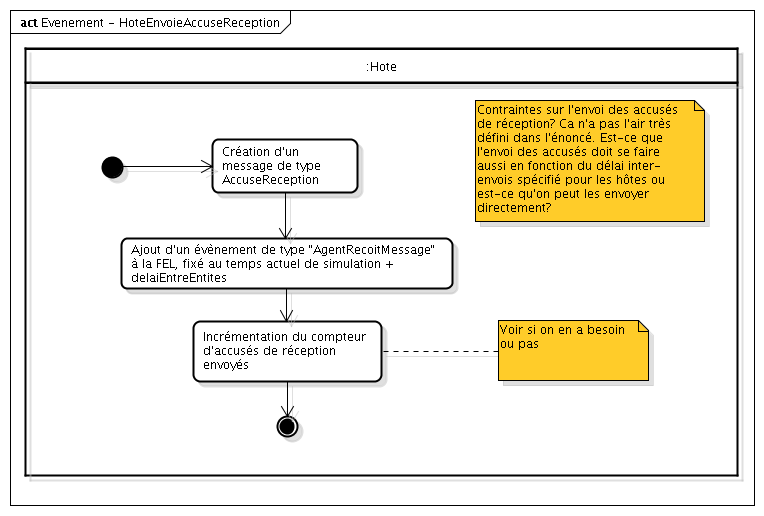 act Evenement - HoteEnvoieAccuseReception
:Hote
Contraintes sur l'envoi des accusés
de réception? Ca n'a pas l'air très
défini dans l'énoncé. Est-ce que
l'envoi des accusés doit se faire
aussi en fonction du délai inter-
envois spécifié pour les hôtes ou
est-ce qu'on peut les envoyer
directement?
Création d'un
message de type
AccuseReception
Ajout d'un évènement de type "AgentRecoitMessage"
à la FEL, fixé au temps actuel de simulation +
delaiEntreEntites
Incrémentation du compteur
d'accusés de réception
envoyés
Voir si on en a besoin
ou pas